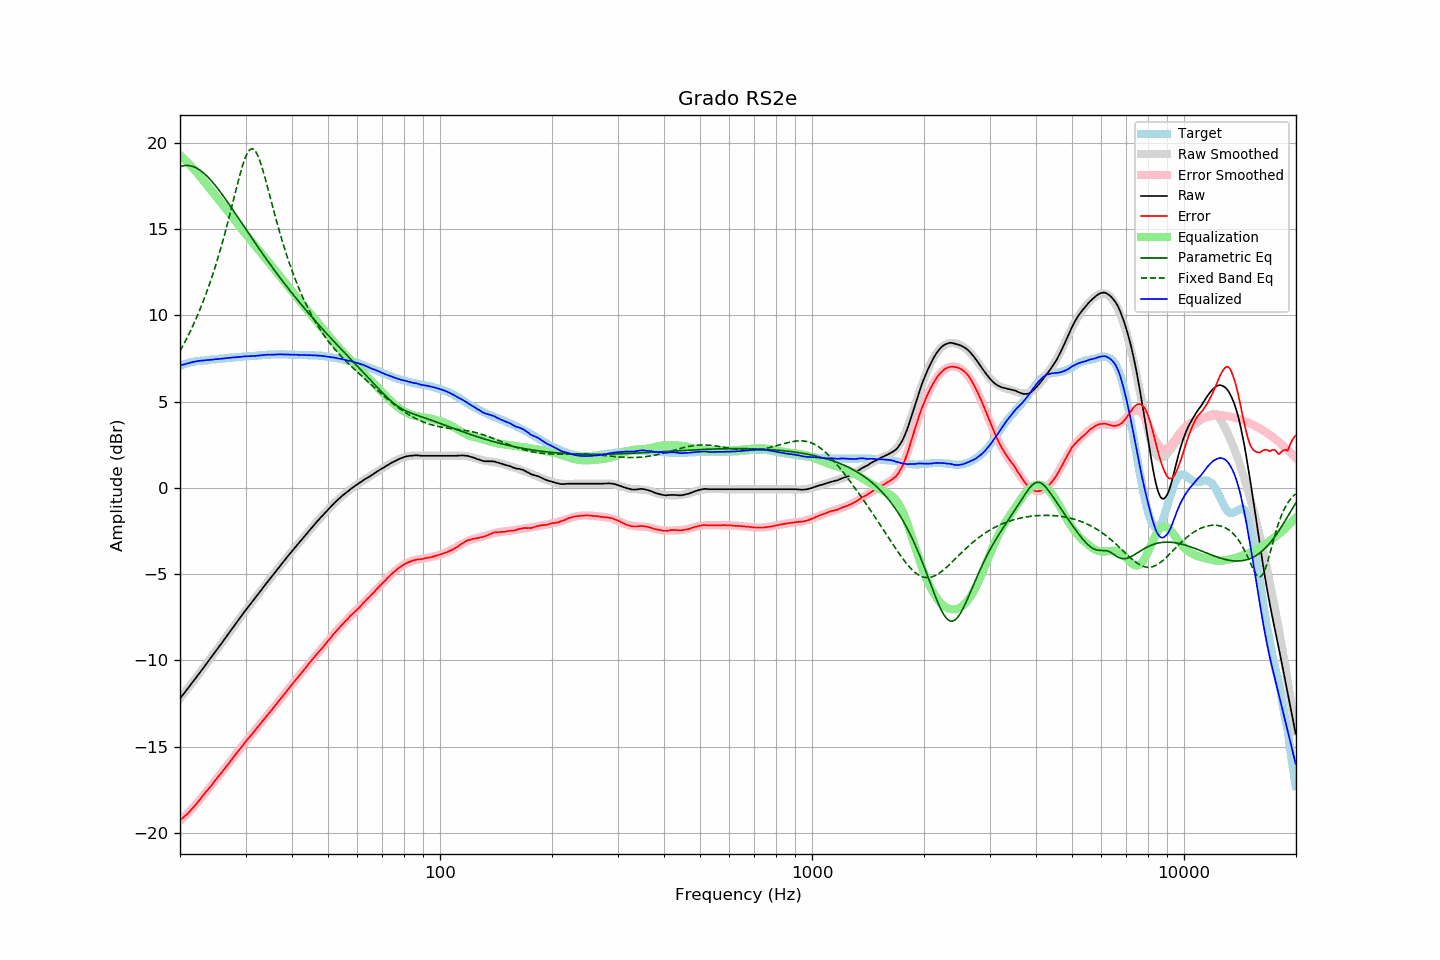 Grado RS2e
Amplitude (dBr)
20
15
10
5
0
−5
−10
−15
−20
Target
Raw Smoothed
Error Smoothed
Raw
Error
Equalization
Parametric Eq
Fixed Band Eq
Equalized
100 1000 10000
Frequency (Hz)